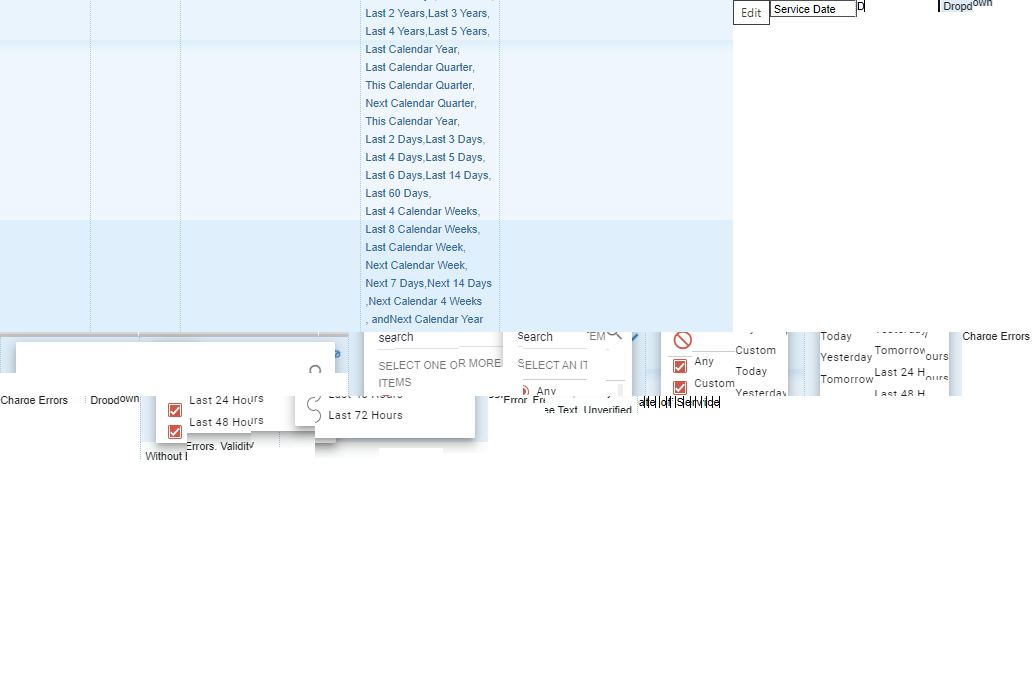 Last 2 Years,Last 3 Years,
Last 4 Years,Last 5 Years,
Last Calendar Year,
Last Calendar Quarter,
This Calendar Quarter,
Next Calendar Quarter,
This Calendar Year,
Last 2 Days,Last 3 Days,
Last 4 Days,Last 5 Days,
Last 6 Days,Last 14 Days,
Last 60 Days,
Last 4 Calendar Weeks,
Last 8 Calendar Weeks,
Last Calendar Week,
Next Calendar Week,
Next 7 Days,Next 14 Days
,Next Calendar 4 Weeks
, andNext Calendar Year
Edit
Service Date
D
Dropdown
search
SELECT ONE OR MORE
ITEMS
Search
EM
SELECT AN IT
Any
Any
Custom
Custom
Today
Yesterday
Today
Yesterday
Tomorrow
Tomorrow
Last 24 H
ours
Last 48 H
Charge Errors
Charge Errors
Dropdown
Last 24 Hours
Last 48 Hours
Last 72 Hours
Error, Fr
ee Text, Unverified
ate of Service
Errors, Validity
Without